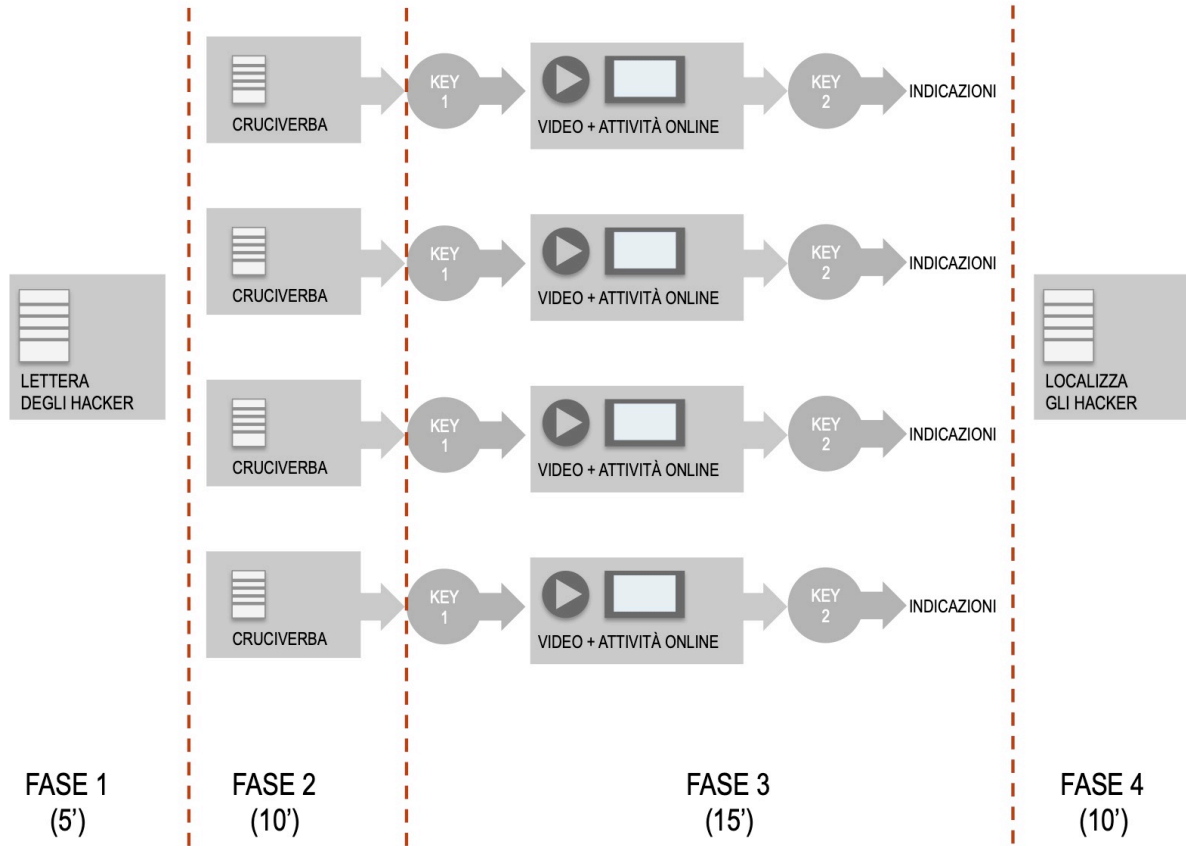 KEY
1
KEY
2
INDICAZIONI
CRUCIVERBA
VIDEO + ATTIVITÀ ONLINE
KEY
1
KEY
2
INDICAZIONI
CRUCIVERBA
VIDEO + ATTIVITÀ ONLINE
LETTERA
DEGLI HACKER
LOCALIZZA
GLI HACKER
KEY
1
KEY
2
INDICAZIONI
CRUCIVERBA
VIDEO + ATTIVITÀ ONLINE
KEY
1
KEY
2
INDICAZIONI
CRUCIVERBA
VIDEO + ATTIVITÀ ONLINE
FASE 1
(5’)
FASE 2
(10’)
FASE 3
(15’)
FASE 4
(10’)